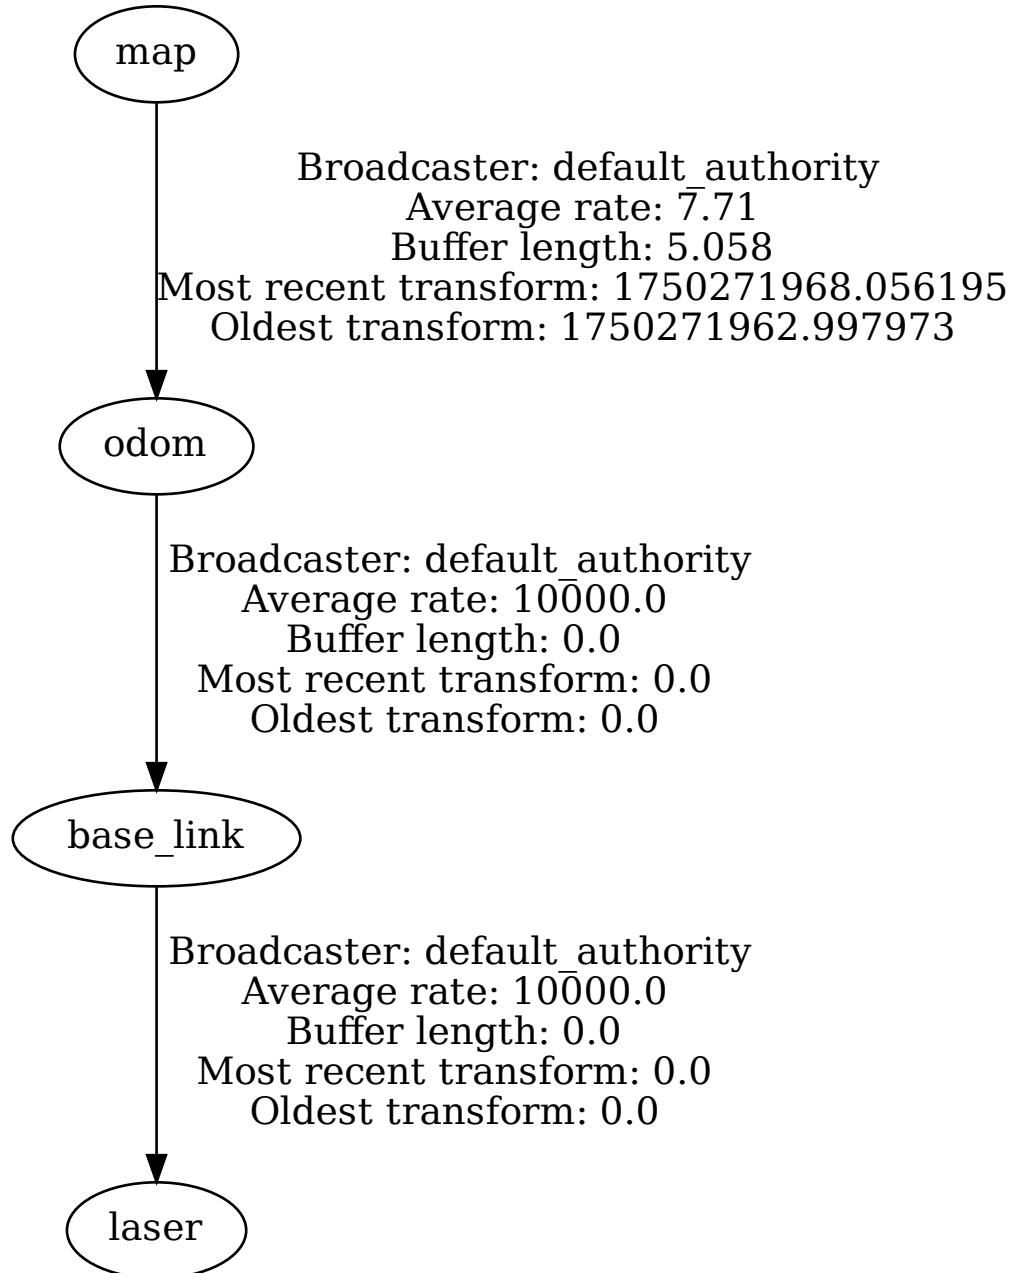 map
Broadcaster: default_authority
Average rate: 7.71
Buffer length: 5.058
Most recent transform: 1750271968.056195
Oldest transform: 1750271962.997973
odom
Broadcaster: default_authority
Average rate: 10000.0
Buffer length: 0.0
Most recent transform: 0.0
Oldest transform: 0.0
base_link
Broadcaster: default_authority
Average rate: 10000.0
Buffer length: 0.0
Most recent transform: 0.0
Oldest transform: 0.0
laser